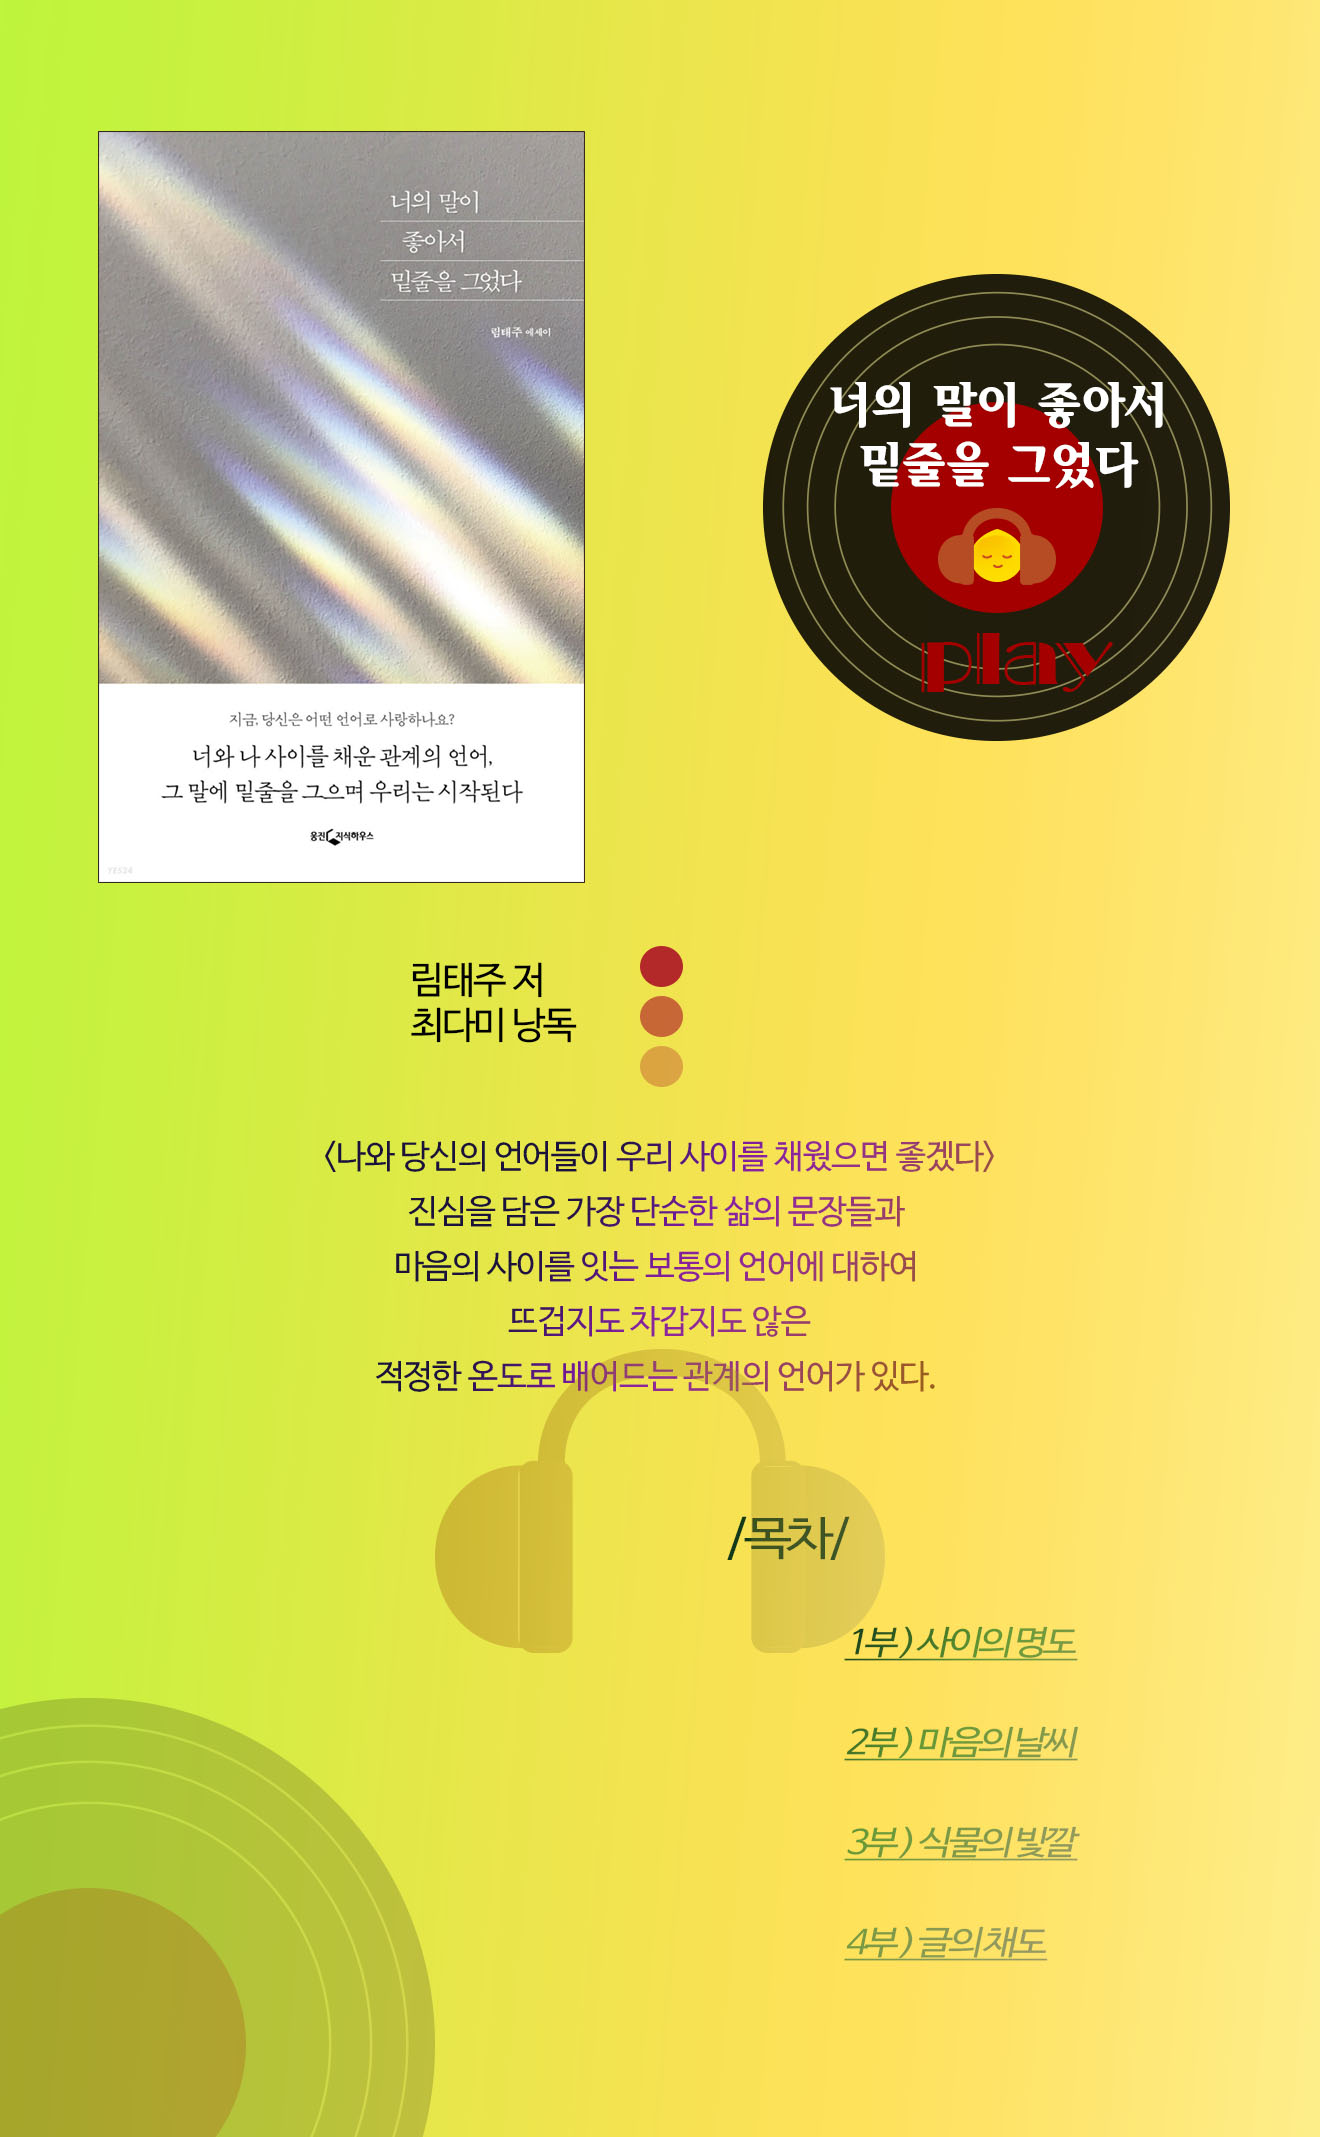 너의 말이
좋아서
밑줄을 그었다
림태주 에세이
지금, 당신은 어떤 언어로 사랑하나요?
너와 나 사이를 채운 관계의 언어,
그 말에 밑줄을 그으며 우리는 시작된다
웅진 지식하우스
YES24
너의 말이 좋아서
밑줄을 그었다
play
림태주 저
최다미 낭독
〈나와 당신의 언어들이 우리 사이를 채웠으면 좋겠다〉
진심을 담은 가장 단순한 삶의 문장들과
마음의 사이를 잇는 보통의 언어에 대하여
뜨겁지도 차갑지도 않은
적정한 온도로 배어드는 관계의 언어가 있다.
/목차/
1부 ) 사이의 명도
2부 ) 마음의 날씨
3부 ) 식물의 빛깔
4부 ) 글의 채도